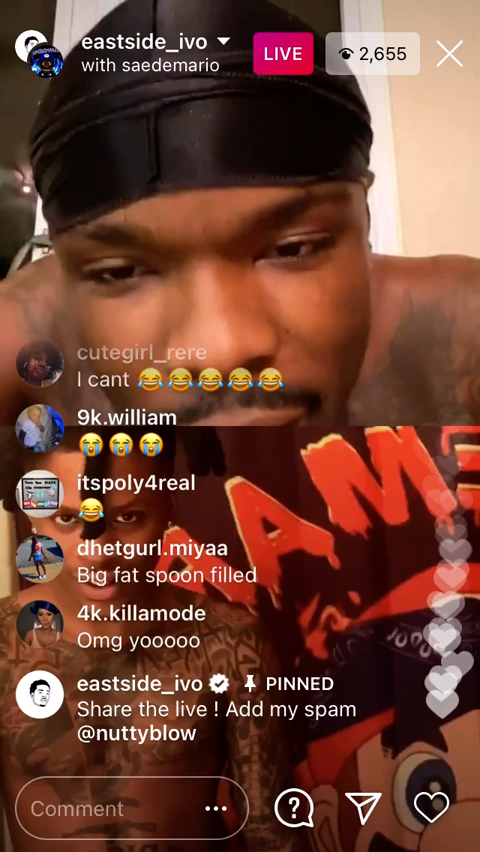 eastside_ivo
LIVE
2,655
with saedemario
cutegirl_rere
I cant 😂😂😂😂😂
9k.william
😭😭😭
itspoly4real
😂
dhetgurl.miyaa
Big fat spoon filled
4k.killamode
Omg yooooo
eastside_ivo PINNED
Share the live ! Add my spam
@nuttyblow
Comment